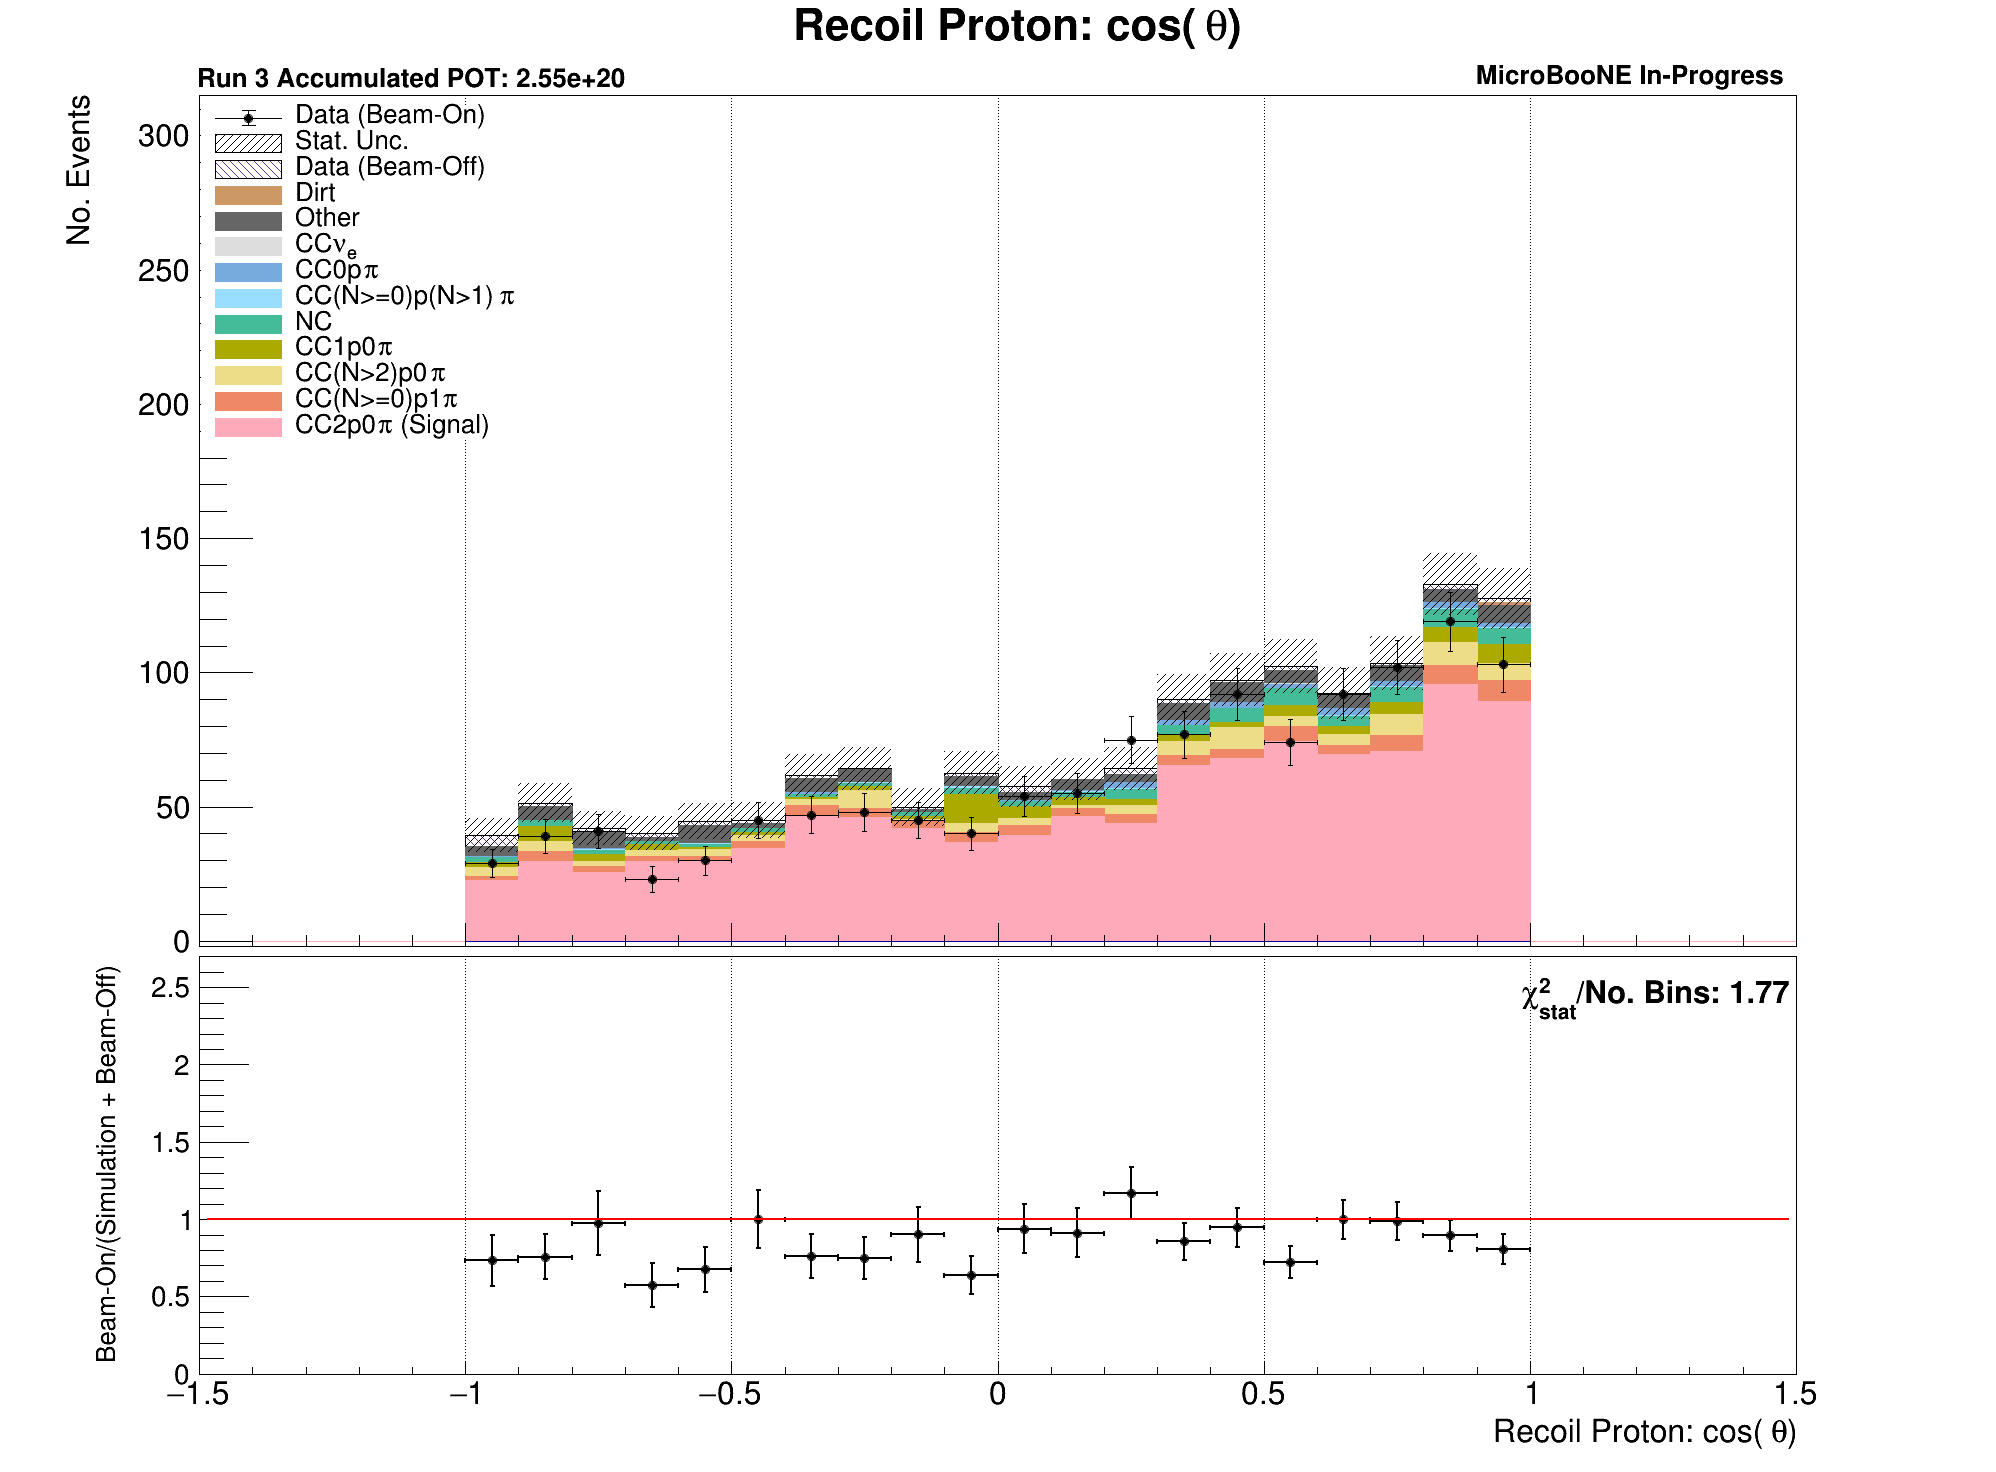 Recoil Proton: cos( θ)
Run 3 Accumulated POT: 2.55e+20
MicroBooNE In-Progress
No. Events
Data (Beam-On)
Stat. Unc.
Data (Beam-Off)
Dirt
Other
CCνe
CC0pπ
CC(N>=0)p(N>1) π
NC
CC1p0π
CC(N>2)p0π
CC(N>=0)p1π
CC2p0π (Signal)
300
250
200
150
100
50
0
Beam-On/(Simulation + Beam-Off)
χ2stat/No. Bins: 1.77
2.5
2
1.5
1
0.5
0
−1.5 −1 −0.5 0 0.5 1 1.5
Recoil Proton: cos( θ)